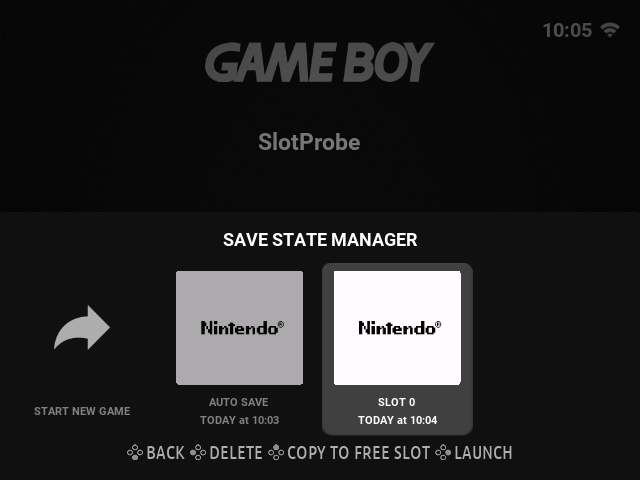 10:05
GAME BOY
SlotProbe
SAVE STATE MANAGER
Nintendo®
Nintendo®
START NEW GAME
AUTO SAVE
TODAY at 10:03
SLOT 0
TODAY at 10:04
BACK DELETE COPY TO FREE SLOT LAUNCH